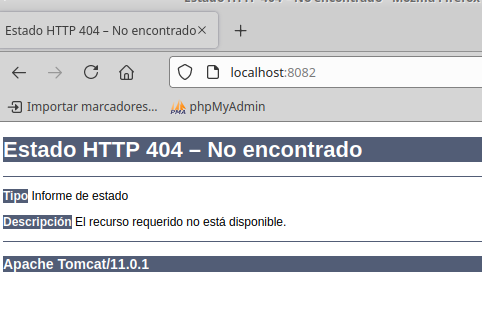 Estado HTTP 404 – No encontrado - Mozilla Firefox
Estado HTTP 404 – No encontrado
localhost:8082
Importar marcadores...
PMA
phpMyAdmin
Estado HTTP 404 – No encontrado
Tipo Informe de estado
Descripción El recurso requerido no está disponible.
Apache Tomcat/11.0.1